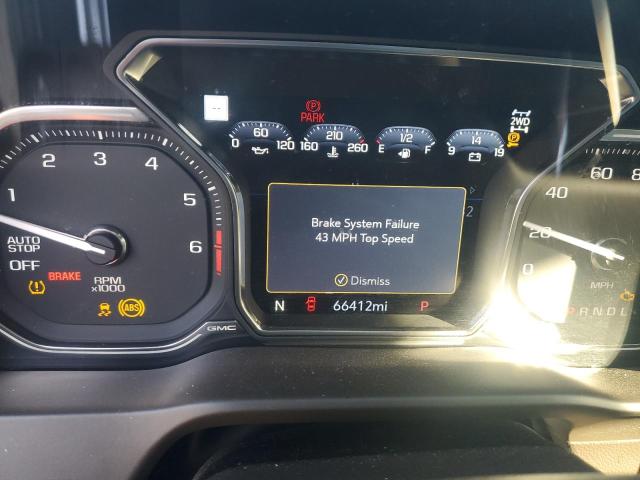 --
PARK
2WD
0 60 120
160 210 260
E 1/2 F
9 14 19
1 2 3 4 5 6
AUTO
STOP
OFF
BRAKE
RPM
x1000
ABS
GMC
Brake System Failure
43 MPH Top Speed
Dismiss
N 66412mi P
0 20 40 60 80
MPH
P R N D L